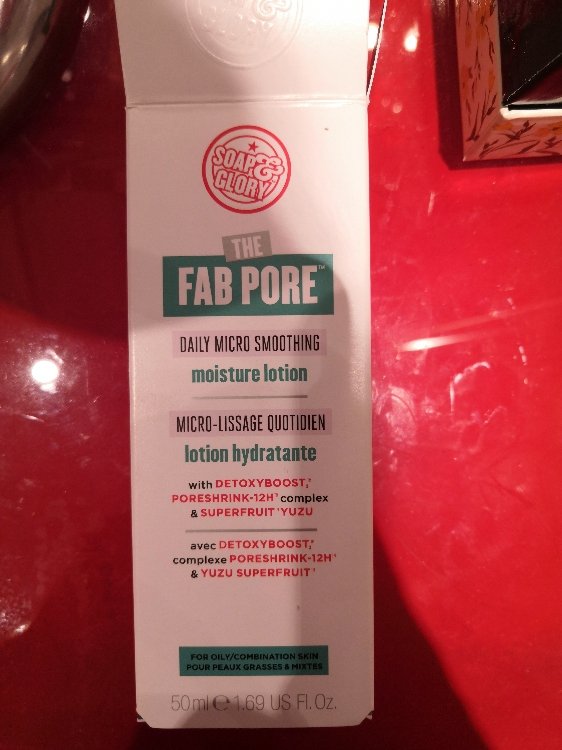 SOAP &
GLORY
THE
FAB PORE™
DAILY MICRO SMOOTHING
moisture lotion
MICRO-LISSAGE QUOTIDIEN
lotion hydratante
with DETOXYBOOST,
PORESHRINK-12H complex
& SUPERFRUIT YUZU
avec DETOXYBOOST,
complexe PORESHRINK-12H
& YUZU SUPERFRUIT
FOR OILY/COMBINATION SKIN
POUR PEAUX GRASSES & MIXTES
50ml ℮ 1.69 US Fl. Oz.